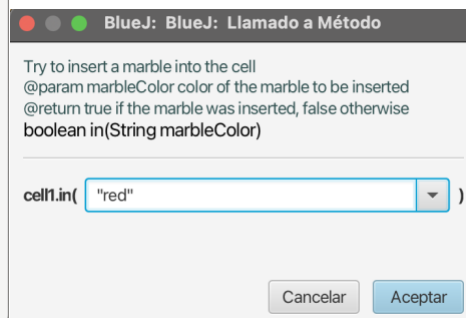 BlueJ: BlueJ: Llamado a Método
Try to insert a marble into the cell
@param marbleColor color of the marble to be inserted
@return true if the marble was inserted, false otherwise
boolean in(String marbleColor)
cell1.in( "red" )
Cancelar Aceptar